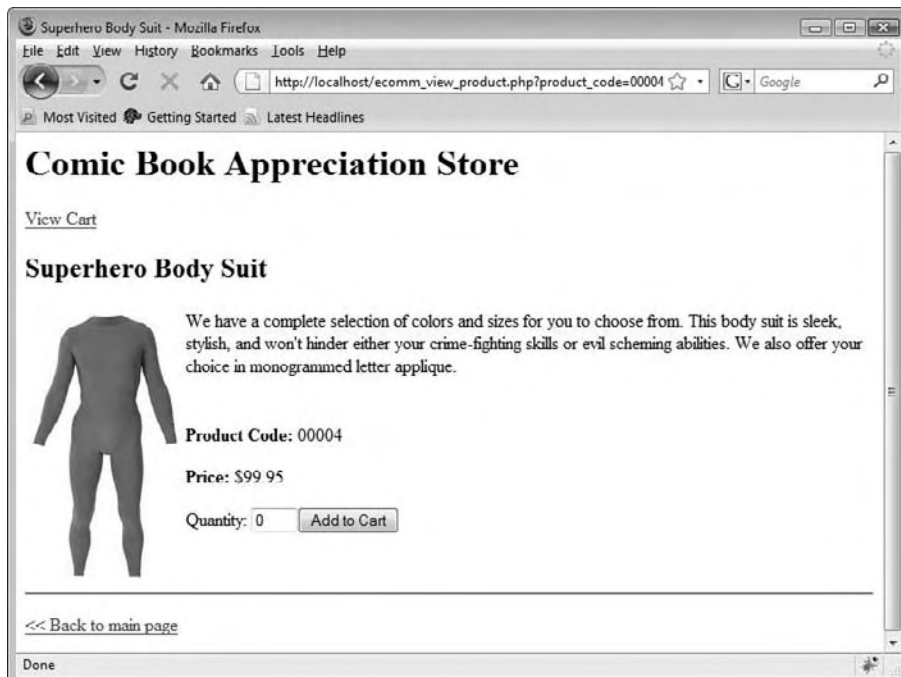 Superhero Body Suit - Mozilla Firefox
File Edit View History Bookmarks Tools Help
http://localhost/ecomm_view_product.php?product_code=00004
Google
Most Visited Getting Started Latest Headlines
Comic Book Appreciation Store
View Cart
Superhero Body Suit
We have a complete selection of colors and sizes for you to choose from. This body suit is sleek,
stylish, and won't hinder either your crime-fighting skills or evil scheming abilities. We also offer your
choice in monogrammed letter applique.
Product Code: 00004
Price: $99.95
Quantity: 0 Add to Cart
<< Back to main page
Done